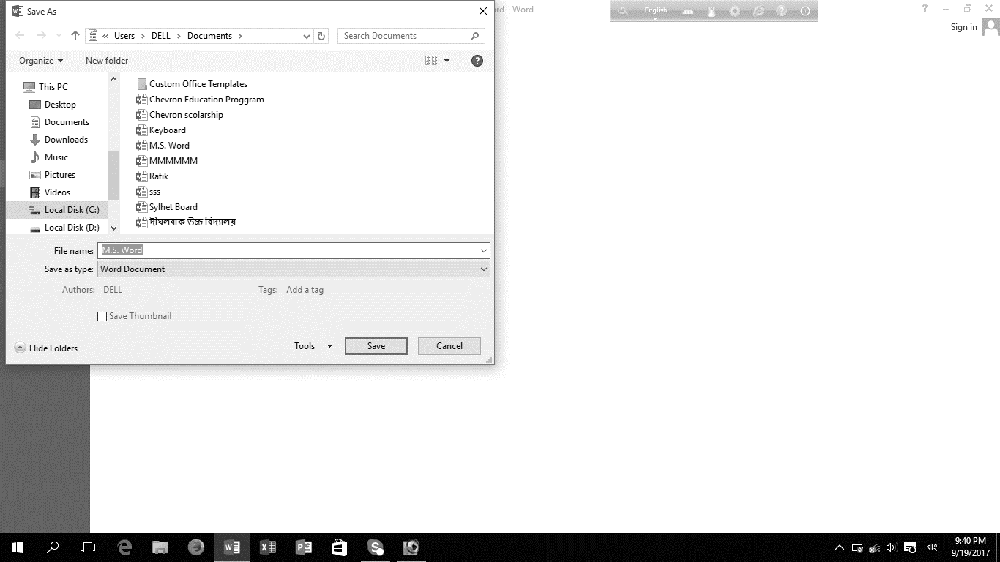 Save As
rd - Word
English
Sign in
Users
DELL
Documents
Search Documents
Organize
New folder
This PC
Desktop
Documents
Downloads
Music
Pictures
Videos
Local Disk (C:)
Local Disk (D:)
Custom Office Templates
Chevron Education Proggram
Chevron scolarship
Keyboard
M.S. Word
MMMMMM
Ratik
sss
Sylhet Board
দীঘলবাক উচ্চ বিদ্যালয়
File name: M.S. Word
Save as type: Word Document
Authors: DELL
Tags: Add a tag
Save Thumbnail
Hide Folders
Tools
Save
Cancel
বাং
9:40 PM
9/19/2017